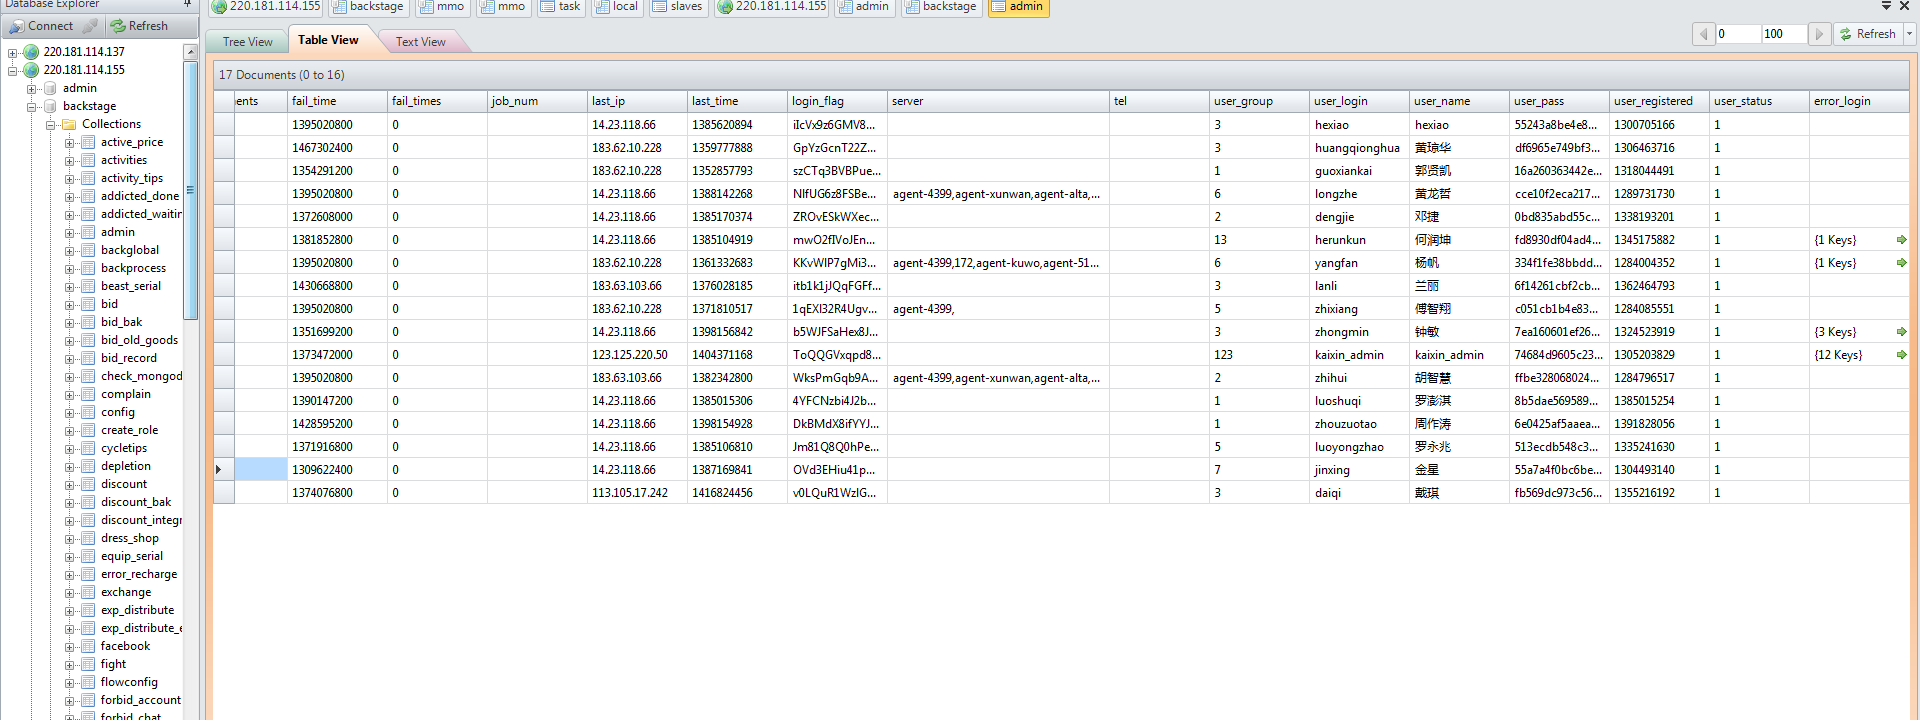 Database Explorer
220.181.114.155 backstage mmo mmo task local slaves 220.181.114.155 admin backstage admin
Connect Refresh
Tree View Table View Text View 0 100 Refresh
220.181.114.137
220.181.114.155
admin
backstage
Collections
active_price
activities
activity_tips
addicted_done
addicted_waitin
admin
backglobal
backprocess
beast_serial
bid
bid_bak
bid_old_goods
bid_record
check_mongod
complain
config
create_role
cycletips
depletion
discount
discount_bak
discount_integr
dress_shop
equip_serial
error_recharge
exchange
exp_distribute
exp_distribute_e
facebook
fight
flowconfig
forbid_account
forbid_chat
17 Documents (0 to 16)
ents fail_time fail_times job_num last_ip last_time login_flag server tel user_group user_login user_name user_pass user_registered user_status error_login
1395020800 0 14.23.118.66 1385620894 iIcVx9z6GMV8... 3 hexiao hexiao 55243a8be4e8... 1300705166 1
1467302400 0 183.62.10.228 1359777888 GpYzGcnT22Z... 3 huangqionghua 黄琼华 df6965e749bf3... 1306463716 1
1354291200 0 183.62.10.228 1352857793 szCTq3BVBPue... 1 guoxiankai 郭贤凯 16a260363442e... 1318044491 1
1395020800 0 14.23.118.66 1388142268 NIfUG6z8FSBe... agent-4399,agent-xunwan,agent-alta,... 6 longzhe 黄龙哲 cce10f2eca217... 1289731730 1
1372608000 0 14.23.118.66 1385170374 ZROvESkWXec... 2 dengjie 邓捷 0bd835abd55c... 1338193201 1
1381852800 0 14.23.118.66 1385104919 mwO2fIVoJEn... 13 herunkun 何润坤 fd8930df04ad4... 1345175882 1 {1 Keys}
1395020800 0 183.62.10.228 1361332683 KKvWIP7gMi3... agent-4399,172,agent-kuwo,agent-51... 6 yangfan 杨帆 334f1fe38bbdd... 1284004352 1 {1 Keys}
1430668800 0 183.63.103.66 1376028185 itb1k1jJQqFGFf... 3 lanli 兰丽 6f14261cbf2cb... 1362464793 1
1395020800 0 183.62.10.228 1371810517 1qEXI32R4Ugv... agent-4399, 5 zhixiang 傅智翔 c051cb1b4e83... 1284085551 1
1351699200 0 14.23.118.66 1398156842 b5WJFSaHex8J... 3 zhongmin 钟敏 7ea160601ef26... 1324523919 1 {3 Keys}
1373472000 0 123.125.220.50 1404371168 ToQQGVxqpd8... 123 kaixin_admin kaixin_admin 74684d9605c23... 1305203829 1 {12 Keys}
1395020800 0 183.63.103.66 1382342800 WksPmGqb9A... agent-4399,agent-xunwan,agent-alta,... 2 zhihui 胡智慧 ffbe328068024... 1284796517 1
1390147200 0 14.23.118.66 1385015306 4YFCNzbi4J2b... 1 luoshuqi 罗澎淇 8b5dae569589... 1385015254 1
1428595200 0 14.23.118.66 1398154928 DkBMdX8ifYYJ... 1 zhouzuotao 周作涛 6e0425af5aaea... 1391828056 1
1371916800 0 14.23.118.66 1385106810 Jm81Q8Q0hPe... 5 luoyongzhao 罗永兆 513ecdb548c3... 1335241630 1
1309622400 0 14.23.118.66 1387169841 OVd3EHiu41p... 7 jinxing 金星 55a7a4f0bc6be... 1304493140 1
1374076800 0 113.105.17.242 1416824456 v0LQuR1WzIG... 3 daiqi 戴琪 fb569dc973c56... 1355216192 1